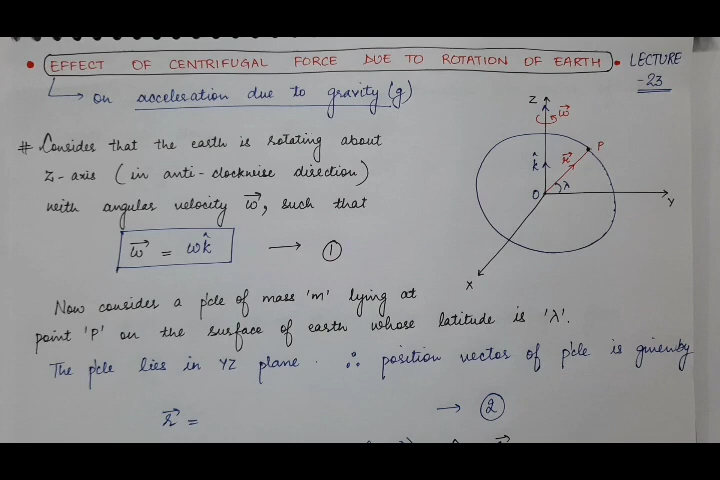 • EFFECT OF CENTRIFUGAL FORCE DUE TO ROTATION OF EARTH • LECTURE -23
on acceleration due to gravity (g)
# Consider that the earth is rotating about
Z-axis (in anti-clockwise direction)
with angular velocity ω⃗, such that
ω⃗ = ωk̂ ⟶ ①
Z
ω⃗
P
k̂
r⃗
λ
O
Y
X
Now consider a p'cle of mass 'm' lying at
point 'P' on the surface of earth whose latitude is 'λ'.
The p'cle lies in YZ plane. ∴ position vector of p'cle is given by
r⃗ = ⟶ ②